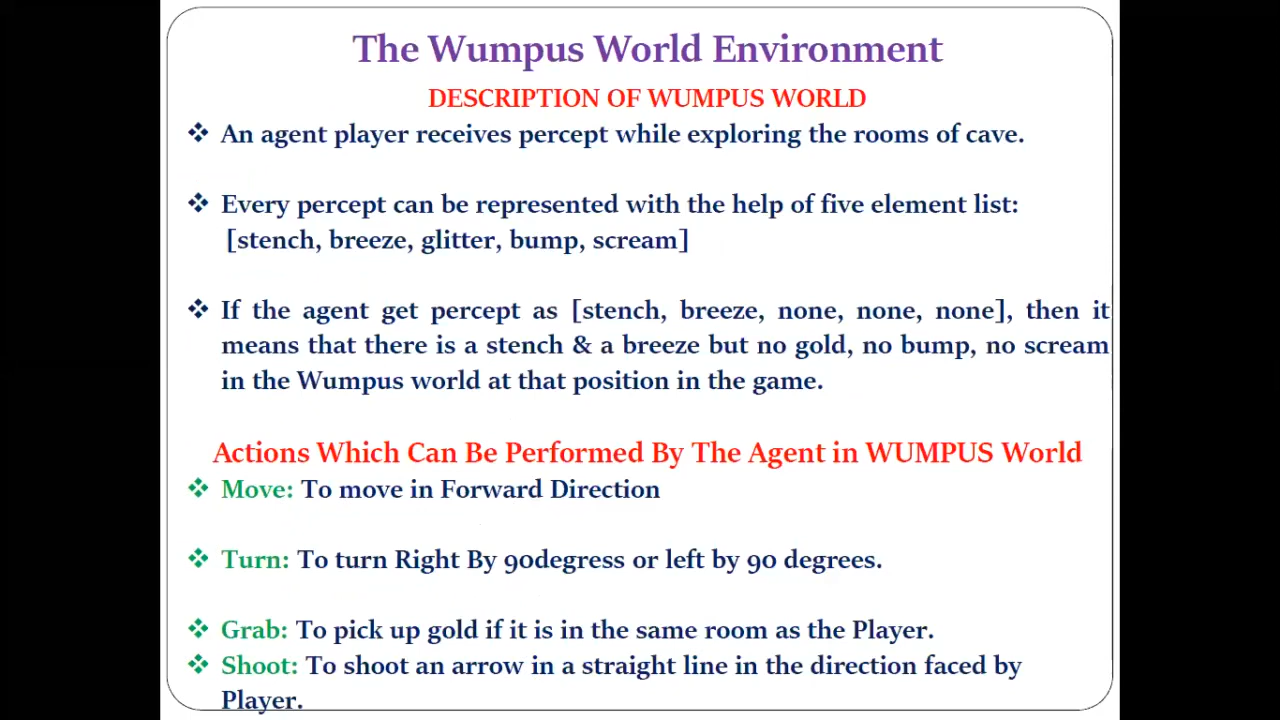 The Wumpus World Environment
DESCRIPTION OF WUMPUS WORLD
❖ An agent player receives percept while exploring the rooms of cave.
❖ Every percept can be represented with the help of five element list:
[stench, breeze, glitter, bump, scream]
❖ If the agent get percept as [stench, breeze, none, none, none], then it
means that there is a stench & a breeze but no gold, no bump, no scream
in the Wumpus world at that position in the game.
Actions Which Can Be Performed By The Agent in WUMPUS World
❖ Move: To move in Forward Direction
❖ Turn: To turn Right By 90degress or left by 90 degrees.
❖ Grab: To pick up gold if it is in the same room as the Player.
❖ Shoot: To shoot an arrow in a straight line in the direction faced by
Player.